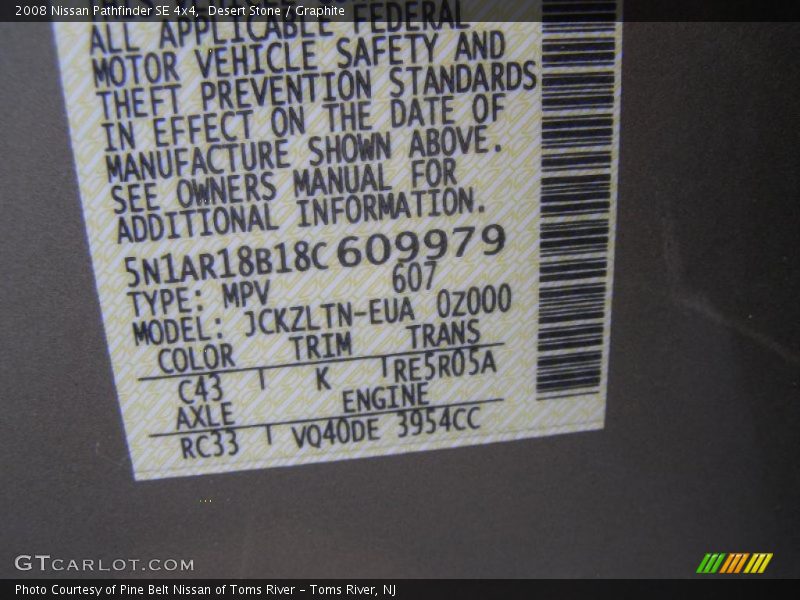 2008 Nissan Pathfinder SE 4x4, Desert Stone / Graphite
ALL APPLICABLE FEDERAL
MOTOR VEHICLE SAFETY AND
THEFT PREVENTION STANDARDS
IN EFFECT ON THE DATE OF
MANUFACTURE SHOWN ABOVE.
SEE OWNERS MANUAL FOR
ADDITIONAL INFORMATION.
5N1AR18B18C609979
TYPE: MPV 607
MODEL: JCKZLTN-EUA 0Z000
COLOR TRIM TRANS
C43 K RE5R05A
AXLE ENGINE
RC33 VQ40DE 3954CC
GTCARLOT.COM
Photo Courtesy of Pine Belt Nissan of Toms River – Toms River, NJ